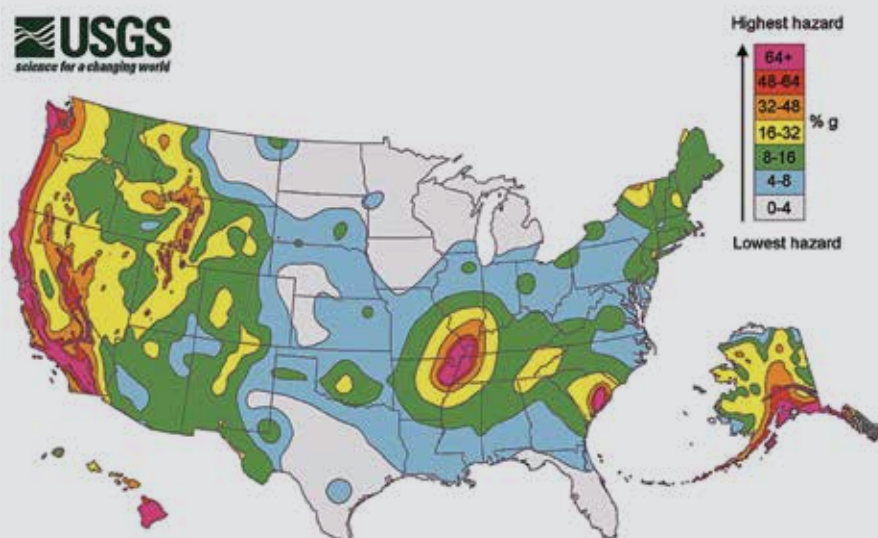 USGS
science for a changing world
Highest hazard
64+
48-64
32-48
16-32
8-16
4-8
0-4
% g
Lowest hazard